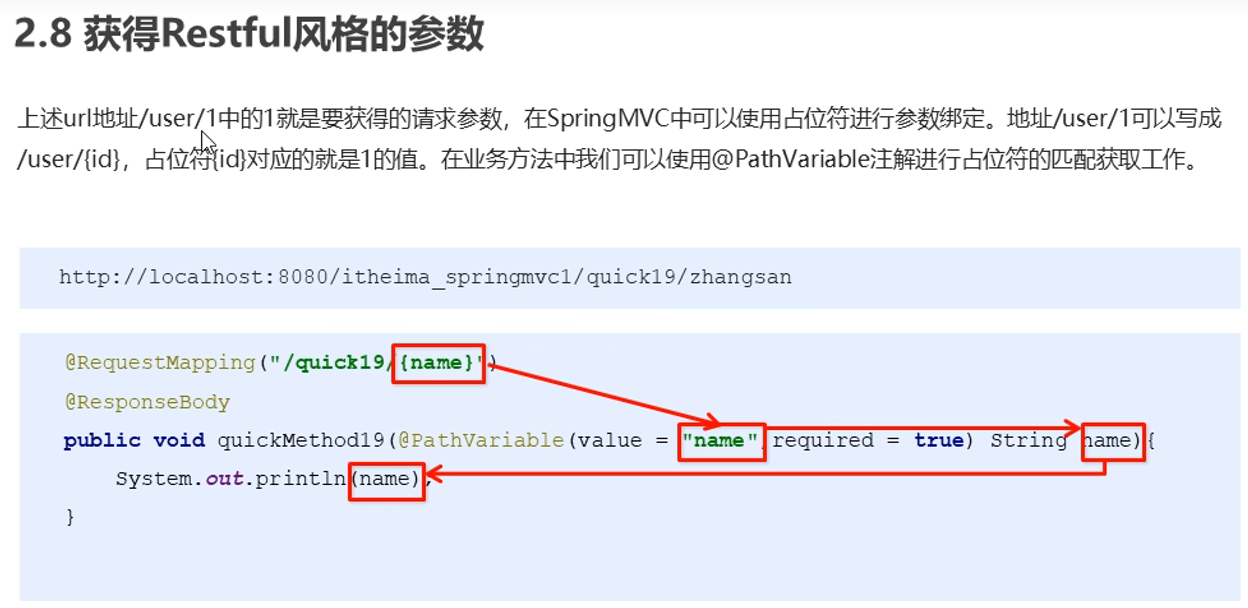 2.8 获得Restful风格的参数
上述url地址/user/1中的1就是要获得的请求参数，在SpringMVC中可以使用占位符进行参数绑定。地址/user/1可以写成
/user/{id}，占位符{id}对应的就是1的值。在业务方法中我们可以使用@PathVariable注解进行占位符的匹配获取工作。
http://localhost:8080/itheima_springmvc1/quick19/zhangsan
@RequestMapping("/quick19/{name}")
@ResponseBody
public void quickMethod19(@PathVariable(value = "name",required = true) String name){
System.out.println(name);
}